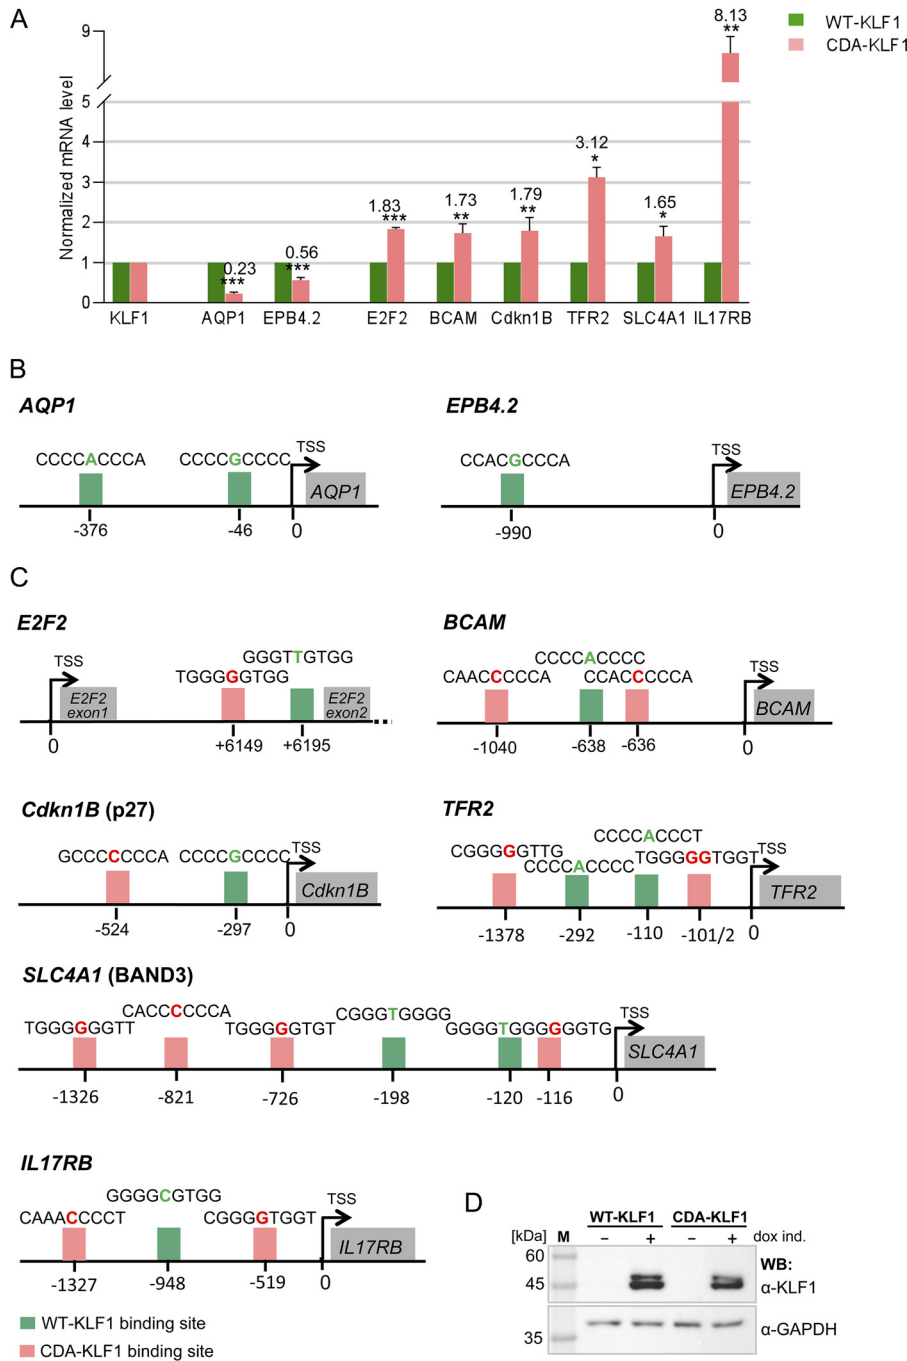 A
WT-KLF1
CDA-KLF1
Normalized mRNA level
9
5
4
3
2
1
0
0.23
***
0.56
***
1.83
***
1.73
**
1.79
**
3.12
*
1.65
*
8.13
**
KLF1 AQP1 EPB4.2 E2F2 BCAM Cdkn1B TFR2 SLC4A1 IL17RB
B
AQP1
CCCCACCCA CCCCGCCCC TSS
AQP1
-376 -46 0
EPB4.2
CCACGCCCA TSS
EPB4.2
-990 0
C
E2F2
GGGTTGTGG
TSS TGGGGGTGG
E2F2 exon1
E2F2 exon2
0 +6149 +6195
BCAM
CCCCACCCC TSS
CAACCCCCA CCACCCCCA
BCAM
-1040 -638 -636 0
Cdkn1B (p27)
GCCCCCCCA CCCCGCCCC TSS
Cdkn1B
-524 -297 0
TFR2
CCCCACCCT
CGGGGGTTG TGGGGGTGGT TSS
CCCCACCCC
TFR2
-1378 -292 -110 -101/2 0
SLC4A1 (BAND3)
CACCCCCCA CGGGTGGGG TSS
TGGGGGGTT TGGGGGTGT GGGGTGGGGGGTG
SLC4A1
-1326 -821 -726 -198 -120 -116 0
IL17RB
GGGGCGTGG TSS
CAAACCCCT CGGGGTGGT
IL17RB
-1327 -948 -519 0
WT-KLF1 binding site
CDA-KLF1 binding site
D
WT-KLF1 CDA-KLF1
[kDa] M – + – + dox ind.
60
45
35
WB:
α-KLF1
α-GAPDH